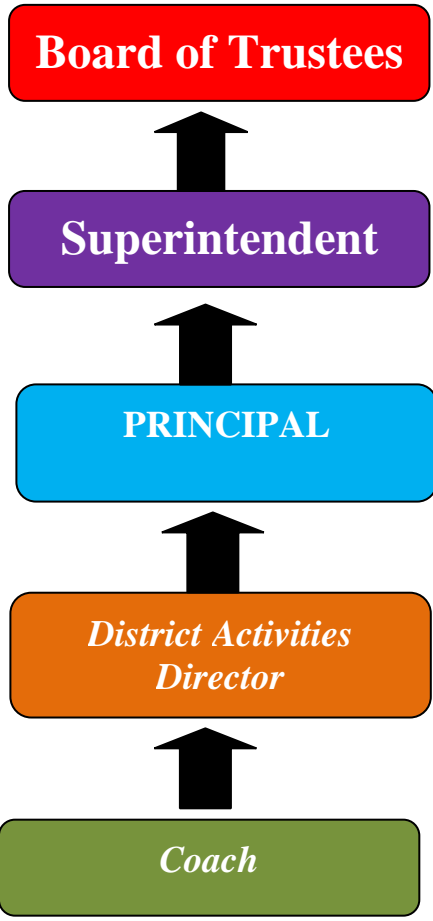 Board of Trustees
Superintendent
PRINCIPAL
District Activities
Director
Coach